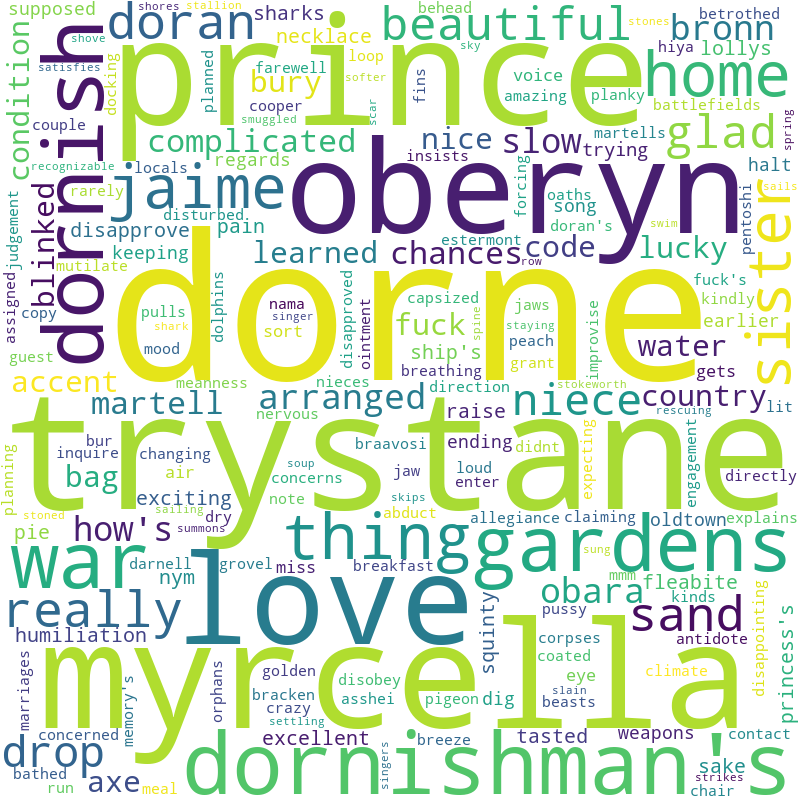 supposed
shores
stallion
behead
betrothed
doran
sharks
beautiful
bronn
shove
necklace
sky
stones
hiya
lollys
satisfies
dornish
docking
prince
loop
farewell
softer
voice
fins
amazing
planky
home
condition
planned
bury
cooper
smuggled
scar
battlefields
couple
complicated
nice
slow
martells
glad
spring
recognizable
locals
regards
insists
trying
halt
rarely
jaime
oberyn
forcing
oaths
song
sister
sails
pentoshi
judgement
blinked
disapprove
disturbed.
pain
doran's
swim
mutilate
keeping
learned
chances
estermont
code
lucky
row
assigned
copy
pulls
dolphins
dorne
nama
capsized
jaws
fuck's
kindly
shark
singer
sort
disapproved
ointment
fuck
spine
staying
improvise
earlier
guest
mood
ship's
peach
water
accent
meanness
nieces
breathing
grant
gets
stokeworth
direction
niece
country
lit
martell
arranged
raise
rescuing
nervous
trystane
planning
bur
inquire
changing
braavosi
ending
didnt
expecting
engagement
directly
bag
air
soup
concerns
jaw
loud
enter
stoned
exciting
sailing
note
skips
abduct
pie
how's
summons
dry
things
allegiance
claiming
oldtown
explains
war
darnell
grovel
miss
breakfast
sung
gardens
nym
love
mmm
fleabite
really
squinty
obara
kinds
sand
disappointing
princess's
humiliation
pussy
antidote
marriages
orphans
myrcella
golden
corpses
coated
eye
climate
bracken
disobey
pigeon
dig
slain
beasts
crazy
asshei
settling
memory's
drop
concerned
excellent
breeze
tasted
weapons
contact
bathed
axe
dornishman's
singers
sake
strikes
run
meal
chair